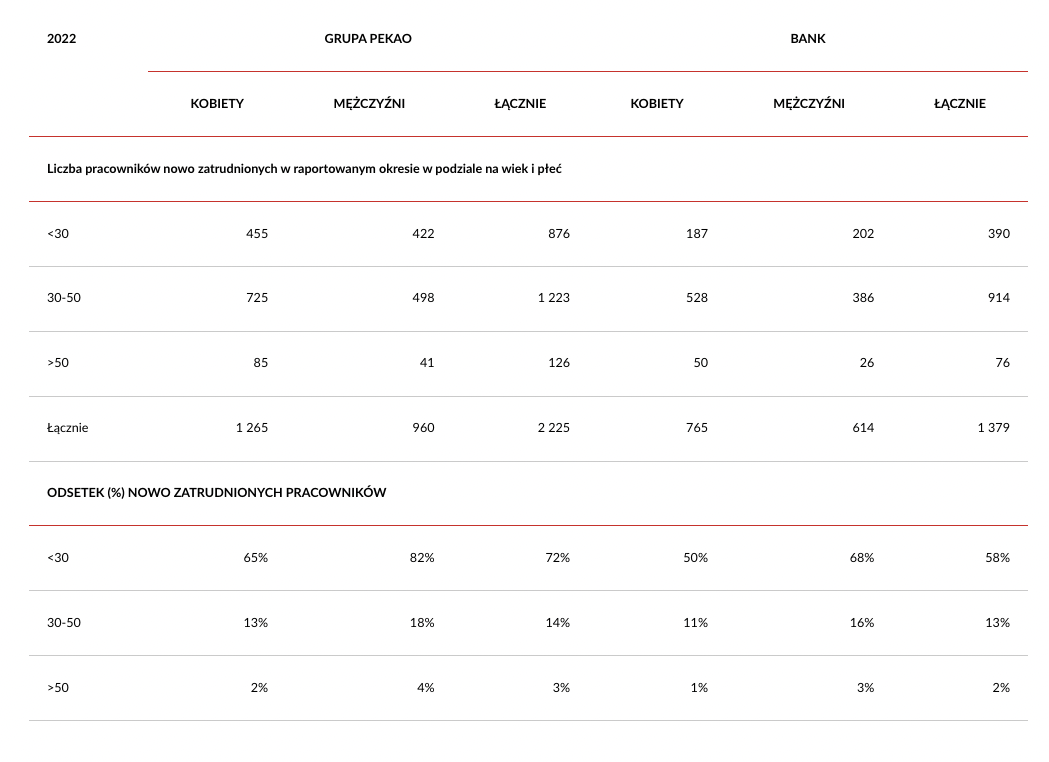 2022 GRUPA PEKAO BANK
KOBIETY MĘŻCZYŹNI ŁĄCZNIE KOBIETY MĘŻCZYŹNI ŁĄCZNIE
Liczba pracowników nowo zatrudnionych w raportowanym okresie w podziale na wiek i płeć
<30 455 422 876 187 202 390
30-50 725 498 1 223 528 386 914
>50 85 41 126 50 26 76
Łącznie 1 265 960 2 225 765 614 1 379
ODSETEK (%) NOWO ZATRUDNIONYCH PRACOWNIKÓW
<30 65% 82% 72% 50% 68% 58%
30-50 13% 18% 14% 11% 16% 13%
>50 2% 4% 3% 1% 3% 2%